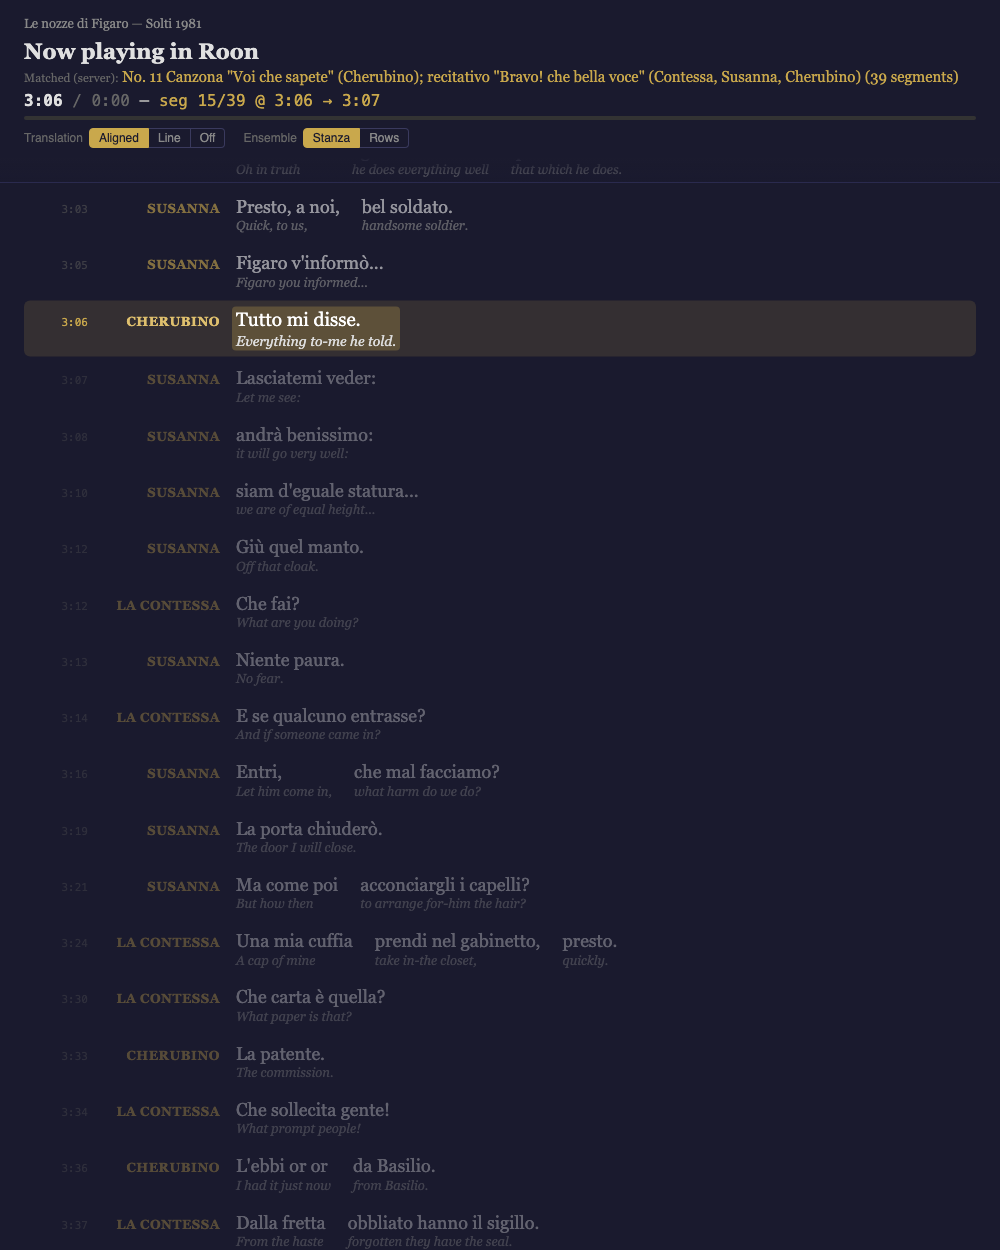 Le nozze di Figaro — Solti 1981
Now playing in Roon
Matched (server): No. 11 Canzona "Voi che sapete" (Cherubino); recitativo "Bravo! che bella voce" (Contessa, Susanna, Cherubino) (39 segments)
3:06 / 0:00 — seg 15/39 @ 3:06 → 3:07
Translation Aligned Line Off Ensemble Stanza Rows
Oh in truth he does everything well that which he does.
3:03 SUSANNA Presto, a noi, bel soldato.
Quick, to us, handsome soldier.
3:05 SUSANNA Figaro v'informò...
Figaro you informed...
3:06 CHERUBINO Tutto mi disse.
Everything to-me he told.
3:07 SUSANNA Lasciatemi veder:
Let me see:
3:08 SUSANNA andrà benissimo:
it will go very well:
3:10 SUSANNA siam d'eguale statura...
we are of equal height...
3:12 SUSANNA Giù quel manto.
Off that cloak.
3:12 LA CONTESSA Che fai?
What are you doing?
3:13 SUSANNA Niente paura.
No fear.
3:14 LA CONTESSA E se qualcuno entrasse?
And if someone came in?
3:16 SUSANNA Entri, che mal facciamo?
Let him come in, what harm do we do?
3:19 SUSANNA La porta chiuderò.
The door I will close.
3:21 SUSANNA Ma come poi acconciargli i capelli?
But how then to arrange for-him the hair?
3:24 LA CONTESSA Una mia cuffia prendi nel gabinetto, presto.
A cap of mine take in-the closet, quickly.
3:30 LA CONTESSA Che carta è quella?
What paper is that?
3:33 CHERUBINO La patente.
The commission.
3:34 LA CONTESSA Che sollecita gente!
What prompt people!
3:36 CHERUBINO L'ebbi or or da Basilio.
I had it just now from Basilio.
3:37 LA CONTESSA Dalla fretta obbliato hanno il sigillo.
From the haste forgotten they have the seal.